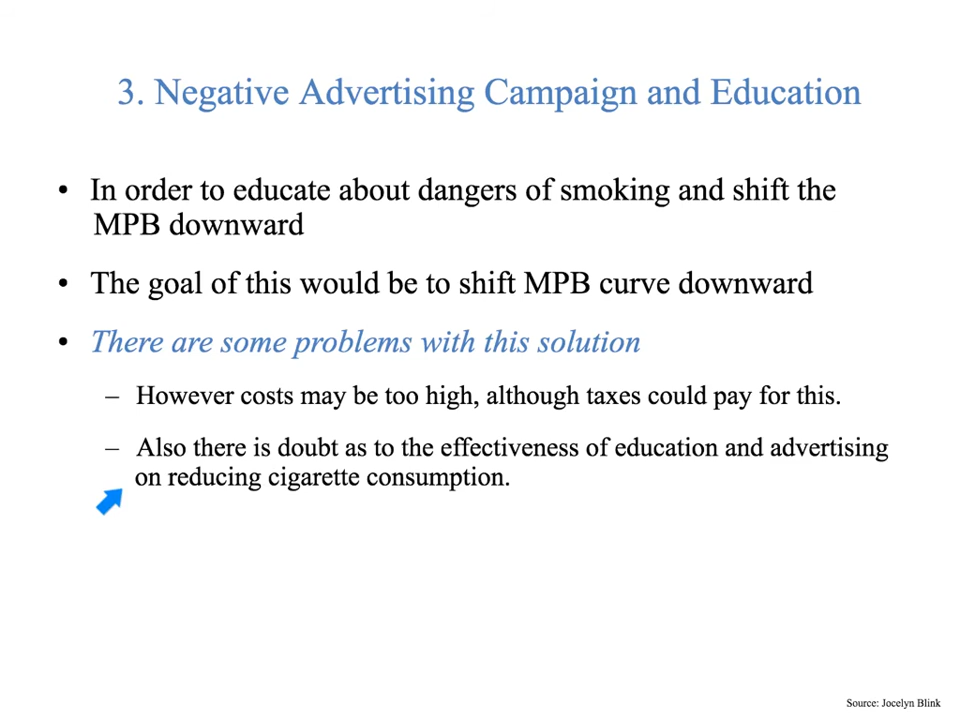 3. Negative Advertising Campaign and Education
• In order to educate about dangers of smoking and shift the
MPB downward
• The goal of this would be to shift MPB curve downward
• There are some problems with this solution
– However costs may be too high, although taxes could pay for this.
– Also there is doubt as to the effectiveness of education and advertising
on reducing cigarette consumption.
Source: Jocelyn Blink